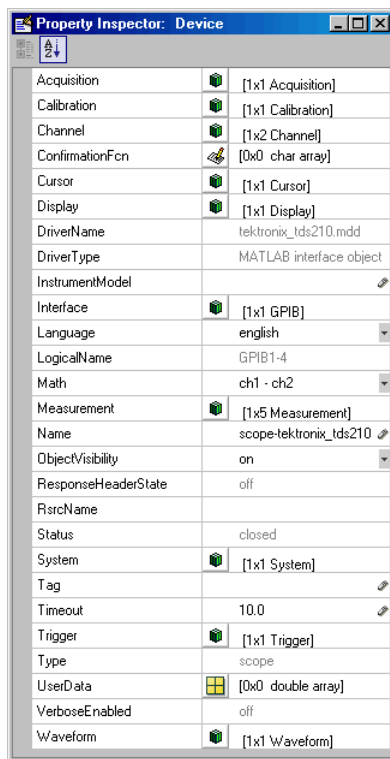 Property Inspector: Device
A
Z
Acquisition [1x1 Acquisition]
Calibration [1x1 Calibration]
Channel [1x2 Channel]
ConfirmationFcn [0x0 char array]
Cursor [1x1 Cursor]
Display [1x1 Display]
DriverName tektronix_tds210.mdd
DriverType MATLAB interface object
InstrumentModel
Interface [1x1 GPIB]
Language english
LogicalName GPIB1-4
Math ch1 - ch2
Measurement [1x5 Measurement]
Name scope-tektronix_tds210
ObjectVisibility on
ResponseHeaderState off
RsrcName
Status closed
System [1x1 System]
Tag
Timeout 10.0
Trigger [1x1 Trigger]
Type scope
UserData [0x0 double array]
VerboseEnabled off
Waveform [1x1 Waveform]